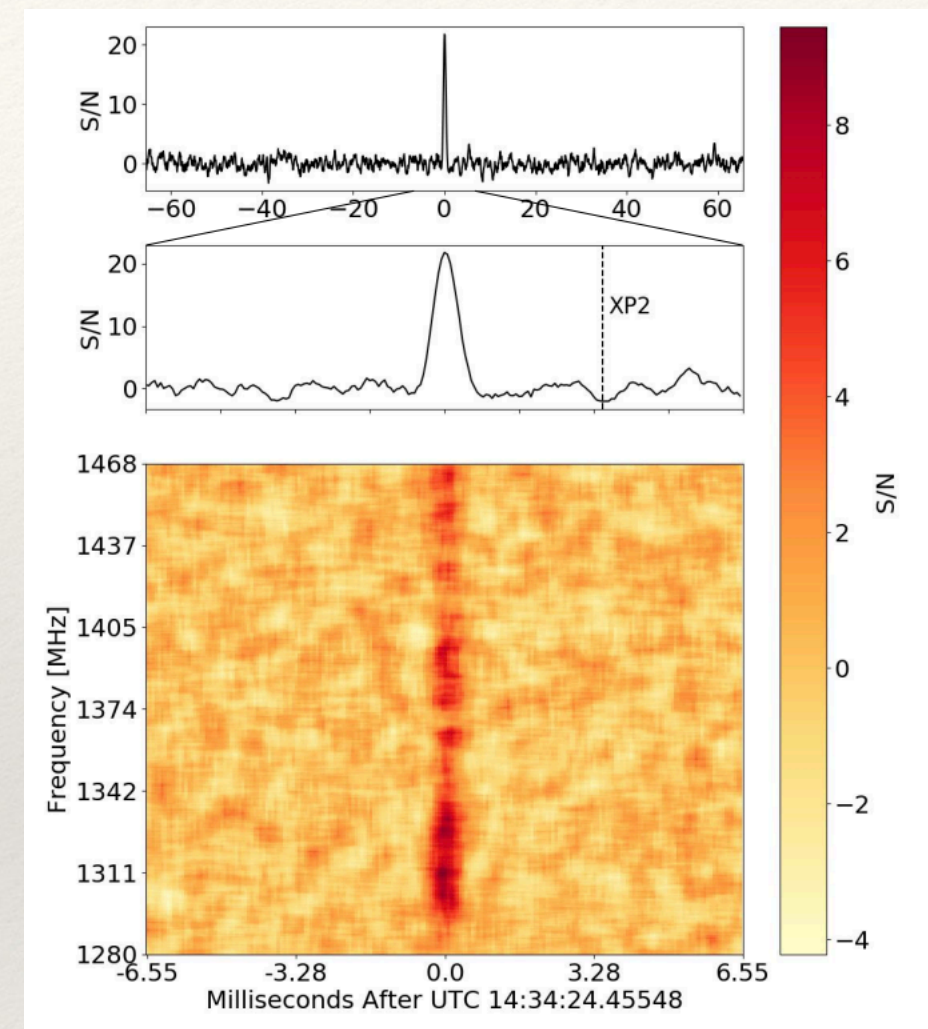 20
10
0
S/N
−60 −40 −20 0 20 40 60
20
10
0
S/N
XP2
1468
1437
1405
1374
1342
1311
1280
Frequency [MHz]
-6.55 -3.28 0.0 3.28 6.55
Milliseconds After UTC 14:34:24.45548
8
6
4
2
0
−2
−4
S/N